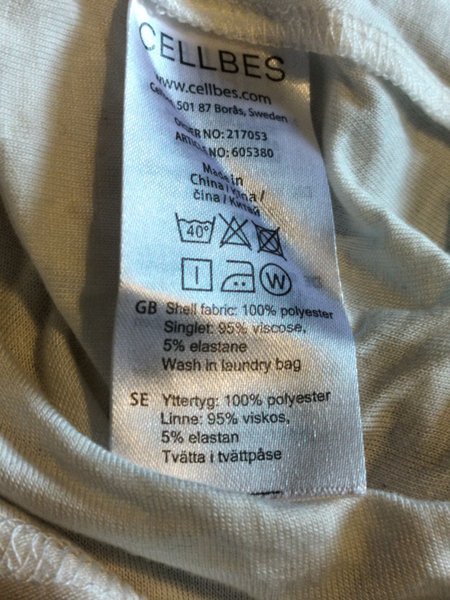 CELLBES
www.cellbes.com
501 87 Borås, Sweden
ORDER NO: 217053
ARTICLE NO: 605380
Made in
China / Kina /
čina / Китай
40°
W
GB Shell fabric: 100% polyester
Singlet: 95% viscose,
5% elastane
Wash in laundry bag
SE Yttertyg: 100% polyester
Linne: 95% viskos,
5% elastan
Tvätta i tvättpåse